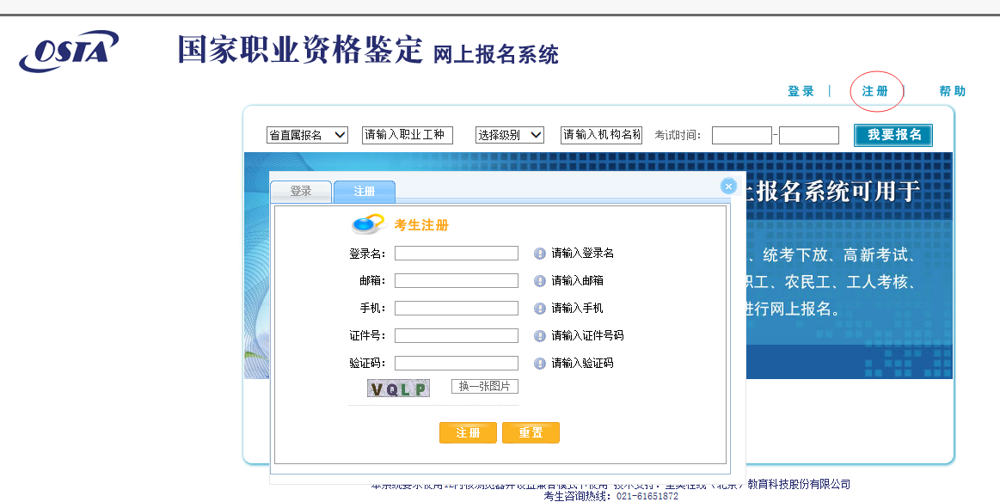 OSTA 国家职业资格鉴定 网上报名系统
登录 | 注册 | 帮助
省直属报名 请输入职业工种 选择级别 请输入机构名称 考试时间： - 我要报名
登录 注册
上报名系统可用于
考生注册
登录名： 请输入登录名
、统考下放、高新考试、
邮箱： 请输入邮箱
职工、农民工、工人考核、
手机： 请输入手机
进行网上报名。
证件号： 请输入证件号码
验证码： 请输入验证码
VQLP 换一张图片
注册 重置
教育科技股份有限公司
考生咨询热线：021-61651872